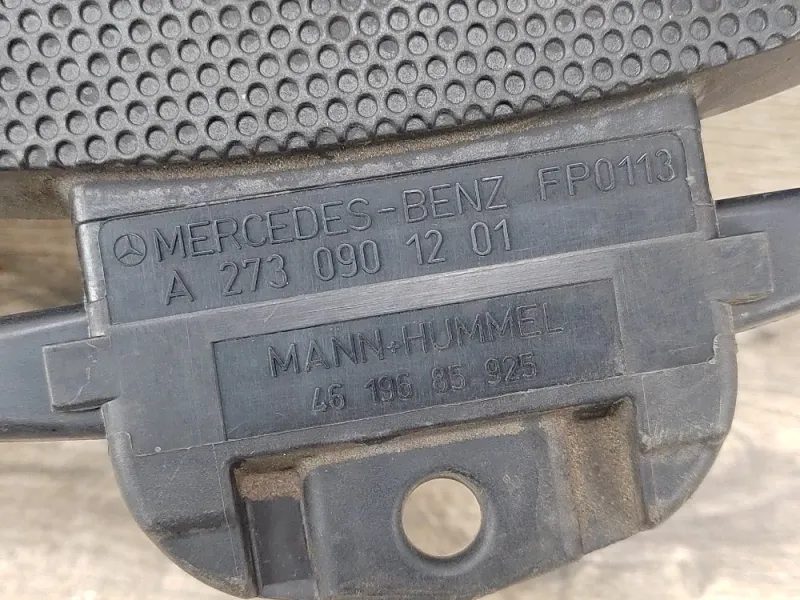 MERCEDES-BENZ FP0113
A 273 090 12 01
MANN+HUMMEL
46 196 85 925